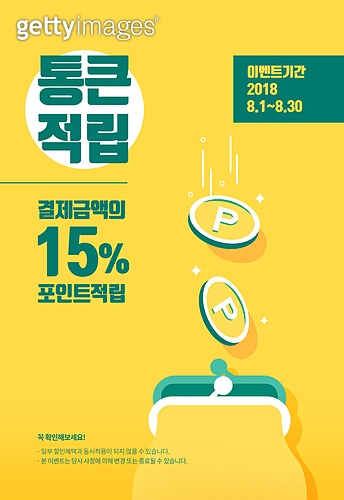 gettyimages®
통큰
적립
이벤트기간
2018
8.1~8.30
결제금액의
15%
포인트적립
P
P
꼭 확인해보세요!
· 일부 할인혜택과 동시적용이 되지 않을 수 있습니다.
· 본 이벤트는 당사 사정에 의해 변경 또는 종료될 수 있습니다.